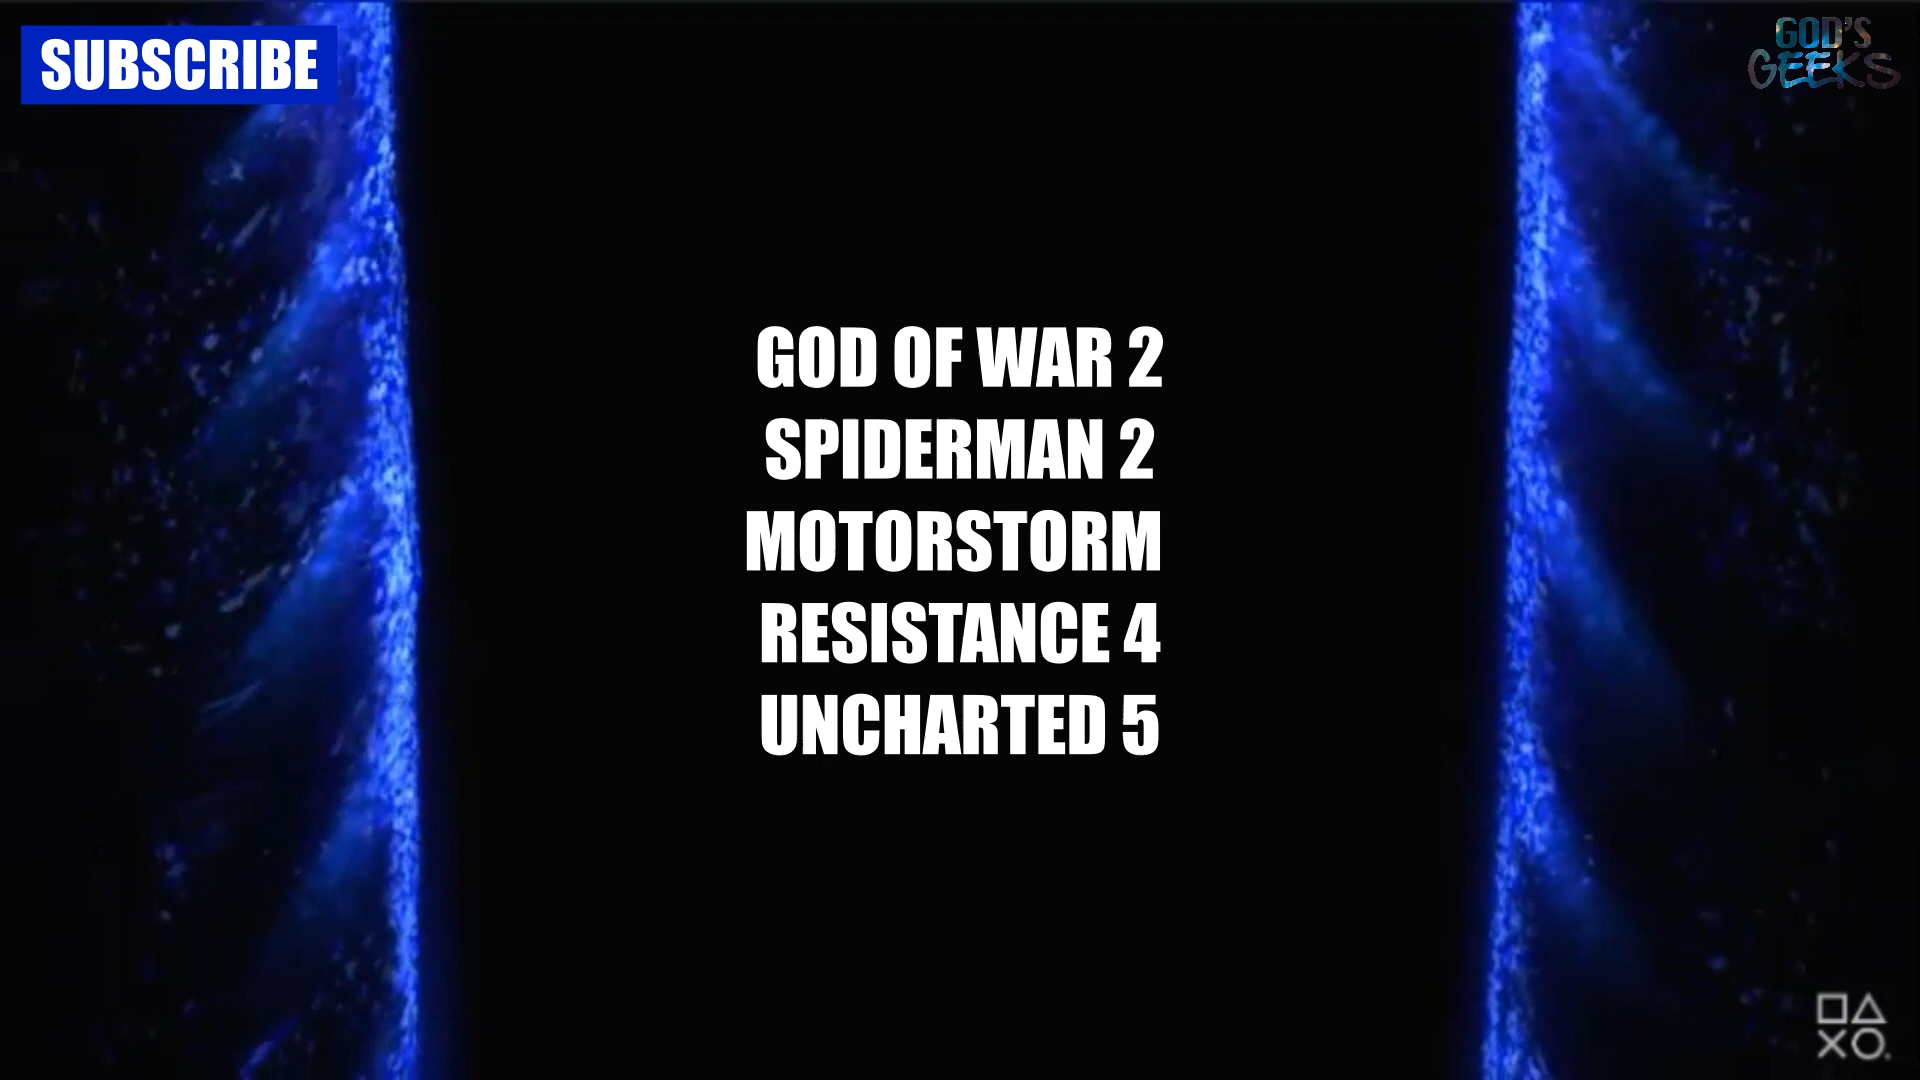 SUBSCRIBE
GOD'S
GEEKS
GOD OF WAR 2
SPIDERMAN 2
MOTORSTORM
RESISTANCE 4
UNCHARTED 5